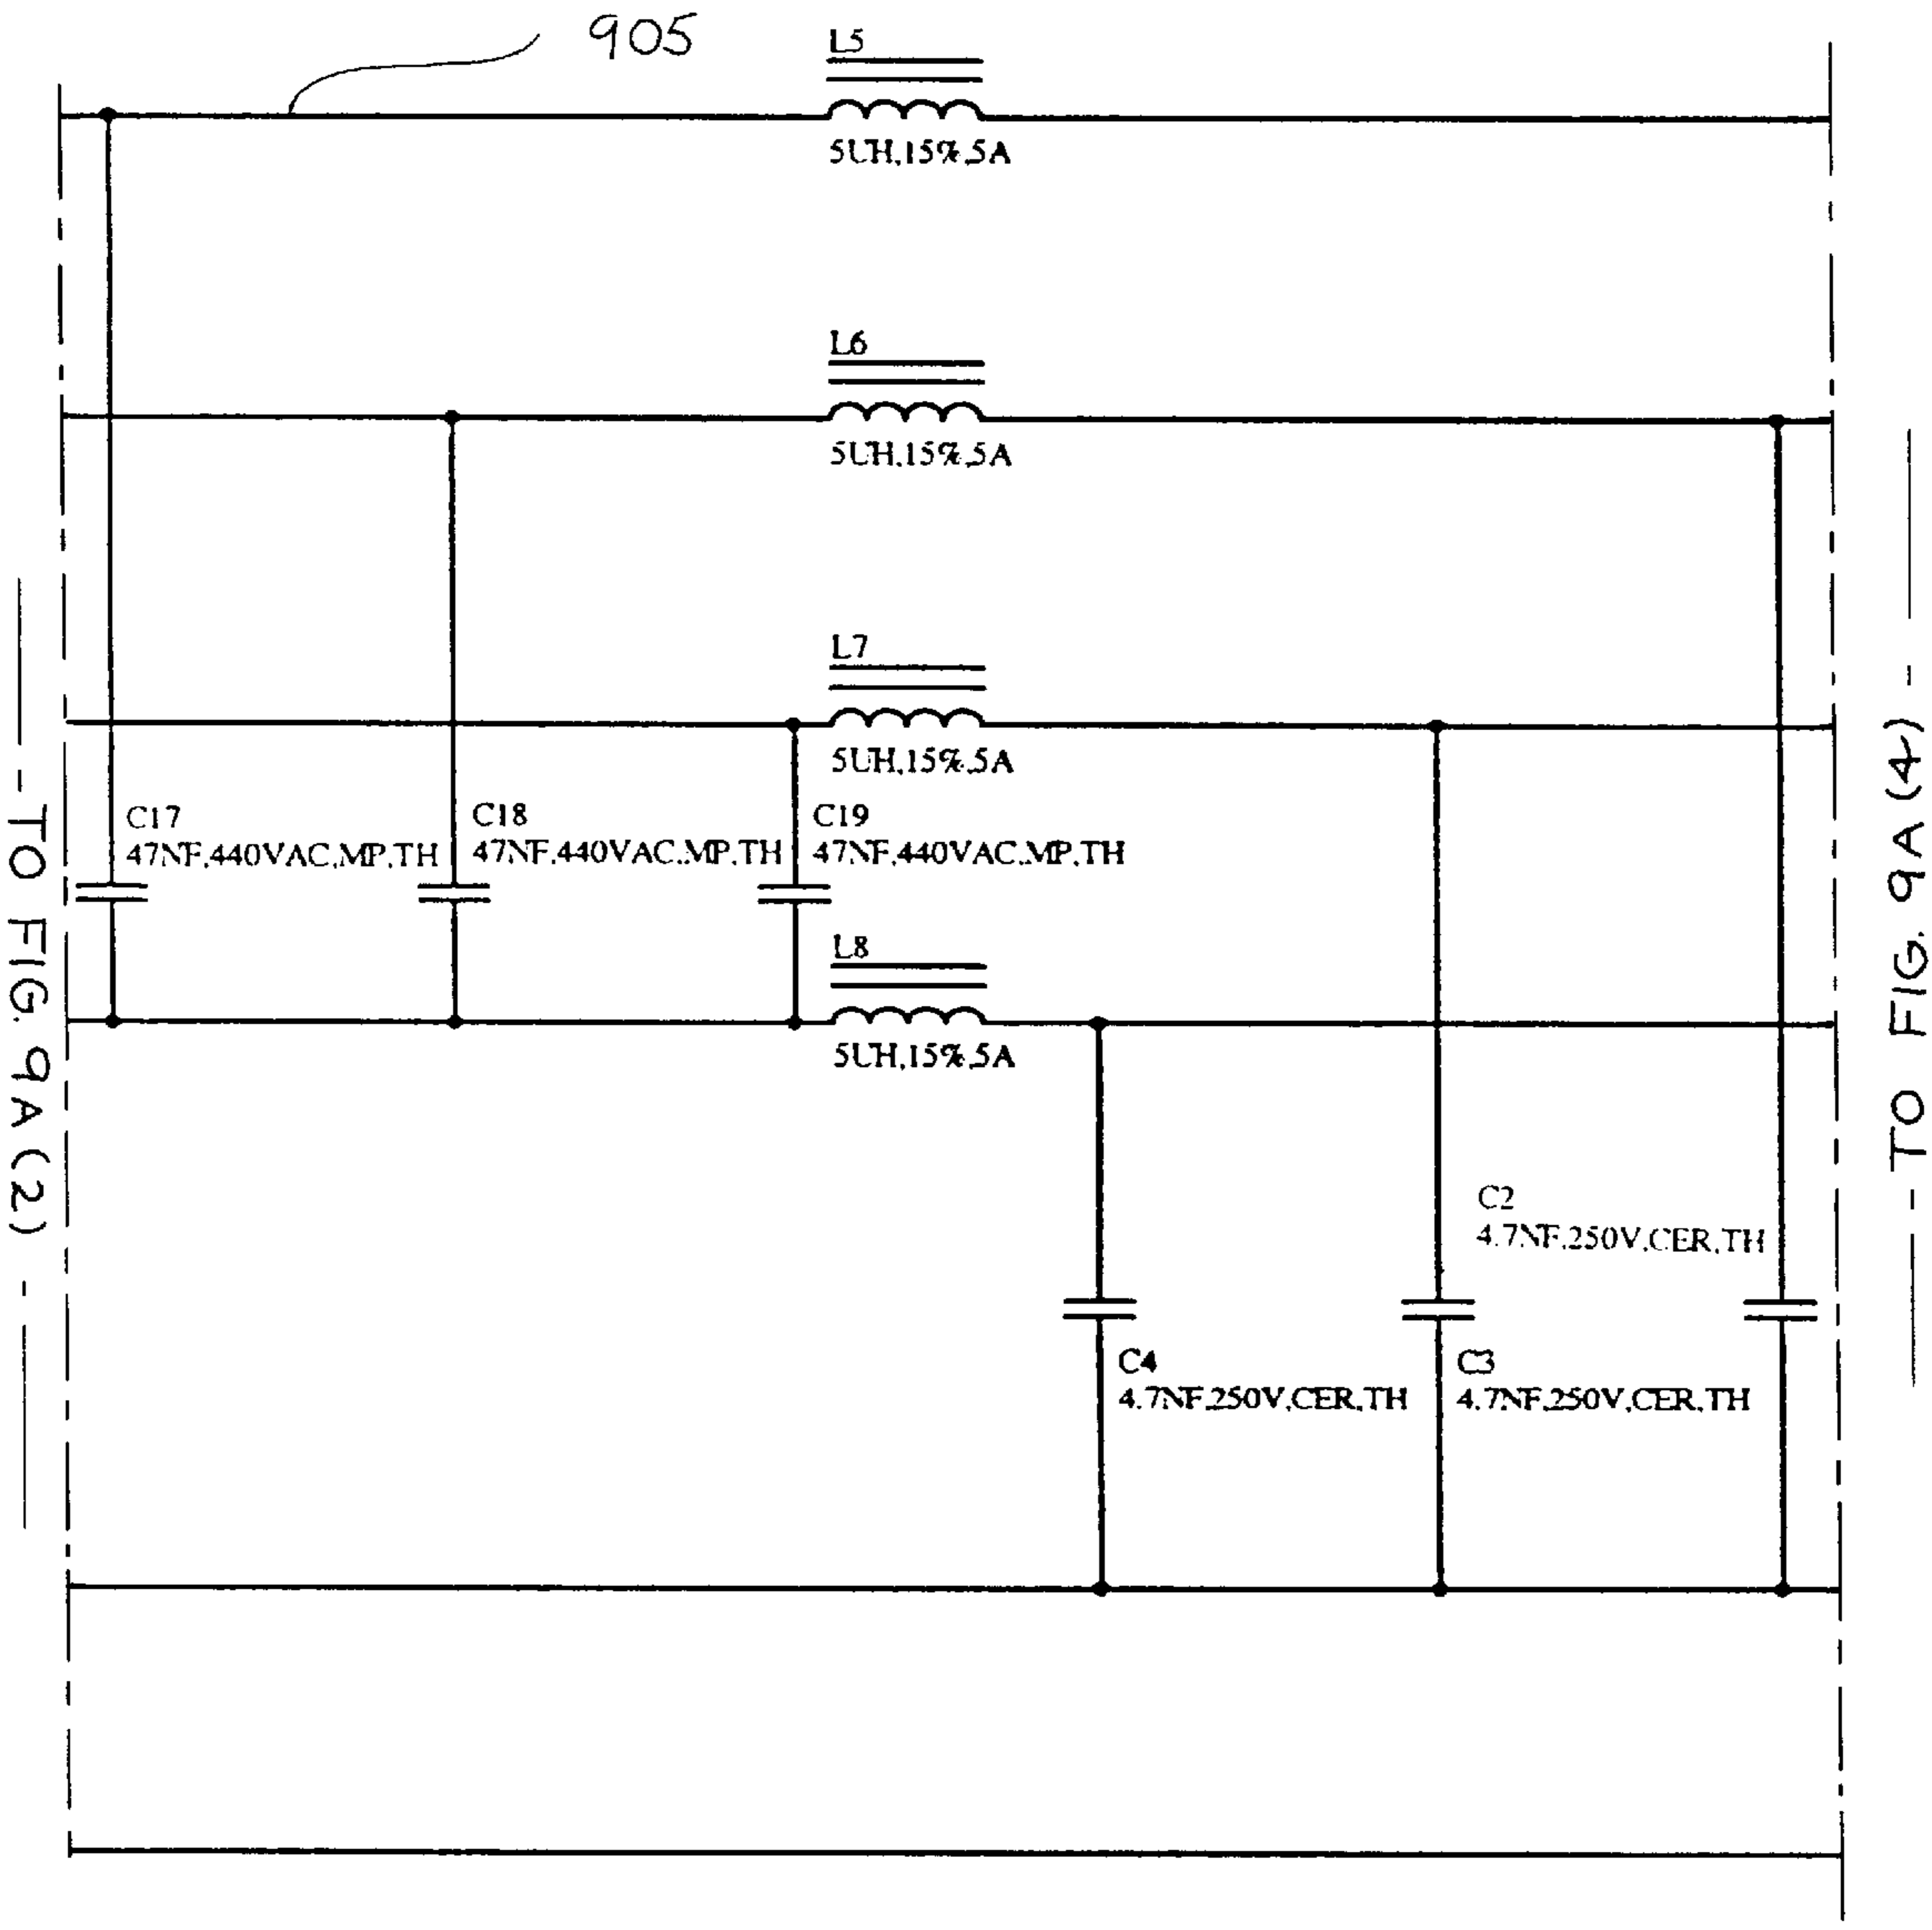 905
L5
5UH,15%,5A
L6
5UH,15%,5A
L7
5UH,15%,5A
C17
47NF,440VAC,MP,TH
C18
47NF,440VAC,MP,TH
C19
47NF,440VAC,MP,TH
L8
5UH,15%,5A
C2
4.7NF,250V,CER,TH
C4
4.7NF,250V,CER,TH
C3
4.7NF,250V,CER,TH
TO FIG. 9A (2)
TO FIG. 9A (4)